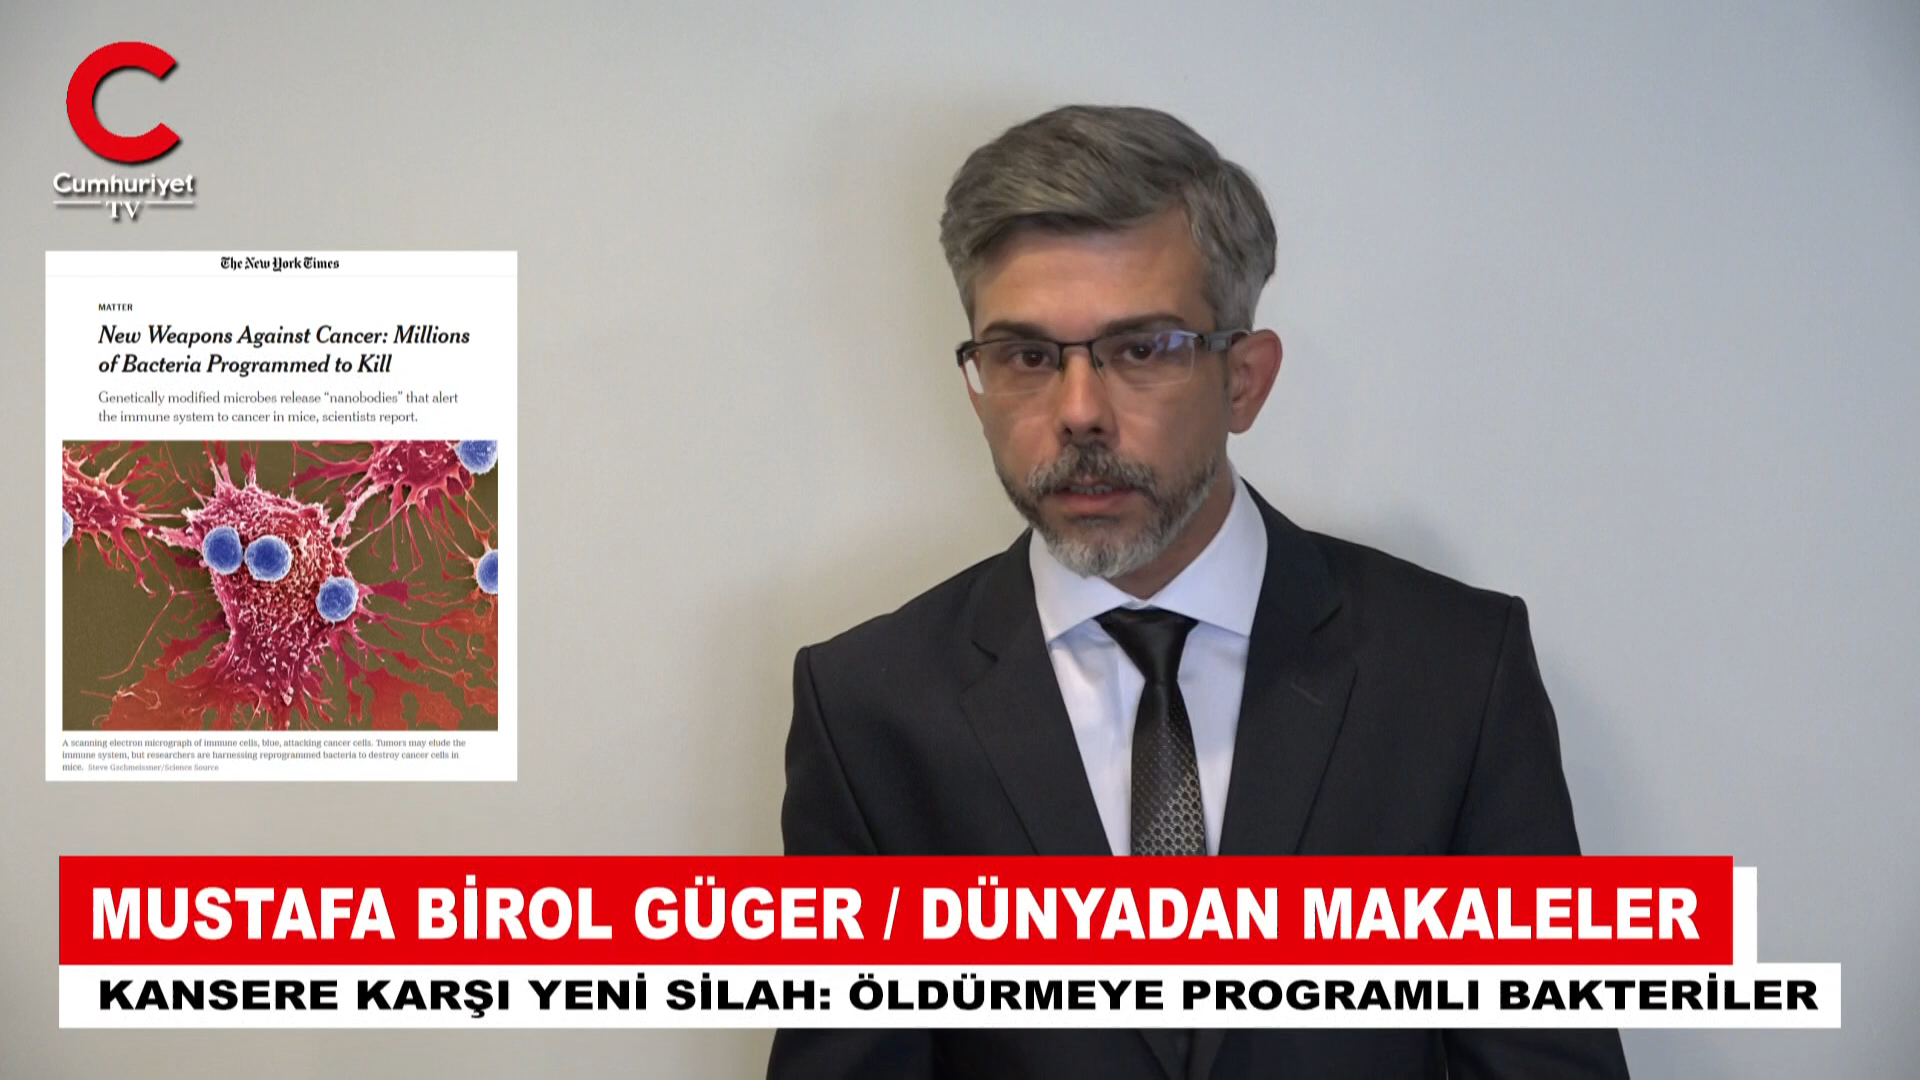 Cumhuriyet
TV
The New York Times
MATTER
New Weapons Against Cancer: Millions
of Bacteria Programmed to Kill
Genetically modified microbes release “nanobodies” that alert
the immune system to cancer in mice, scientists report.
A scanning electron micrograph of immune cells, blue, attacking cancer cells. Tumors may elude the
immune system, but researchers are harnessing reprogrammed bacteria to destroy cancer cells in
mice. Steve Gschmeissner/Science Source
MUSTAFA BİROL GÜGER / DÜNYADAN MAKALELER
KANSERE KARŞI YENİ SİLAH: ÖLDÜRMEYE PROGRAMLI BAKTERİLER